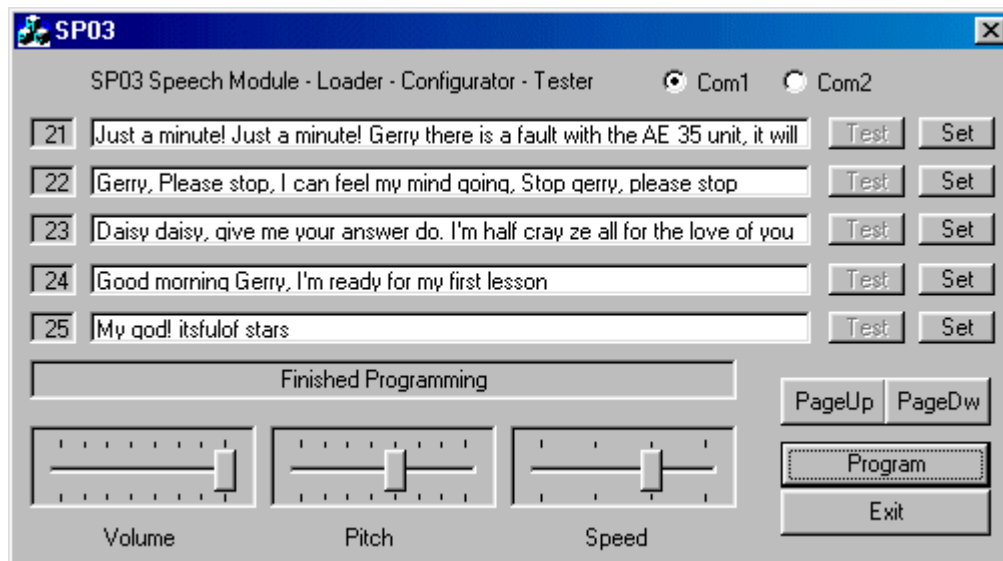 SP03
SP03 Speech Module - Loader - Configurator - Tester Com1 Com2
21 Just a minute! Just a minute! Gerry there is a fault with the AE 35 unit, it will Test Set
22 Gerry, Please stop, I can feel my mind going, Stop gerry, please stop Test Set
23 Daisy daisy, give me your answer do. I'm half cray ze all for the love of you Test Set
24 Good morning Gerry, I'm ready for my first lesson Test Set
25 My god! itsfulof stars Test Set
Finished Programming
PageUp PageDw
Program
Exit
Volume Pitch Speed